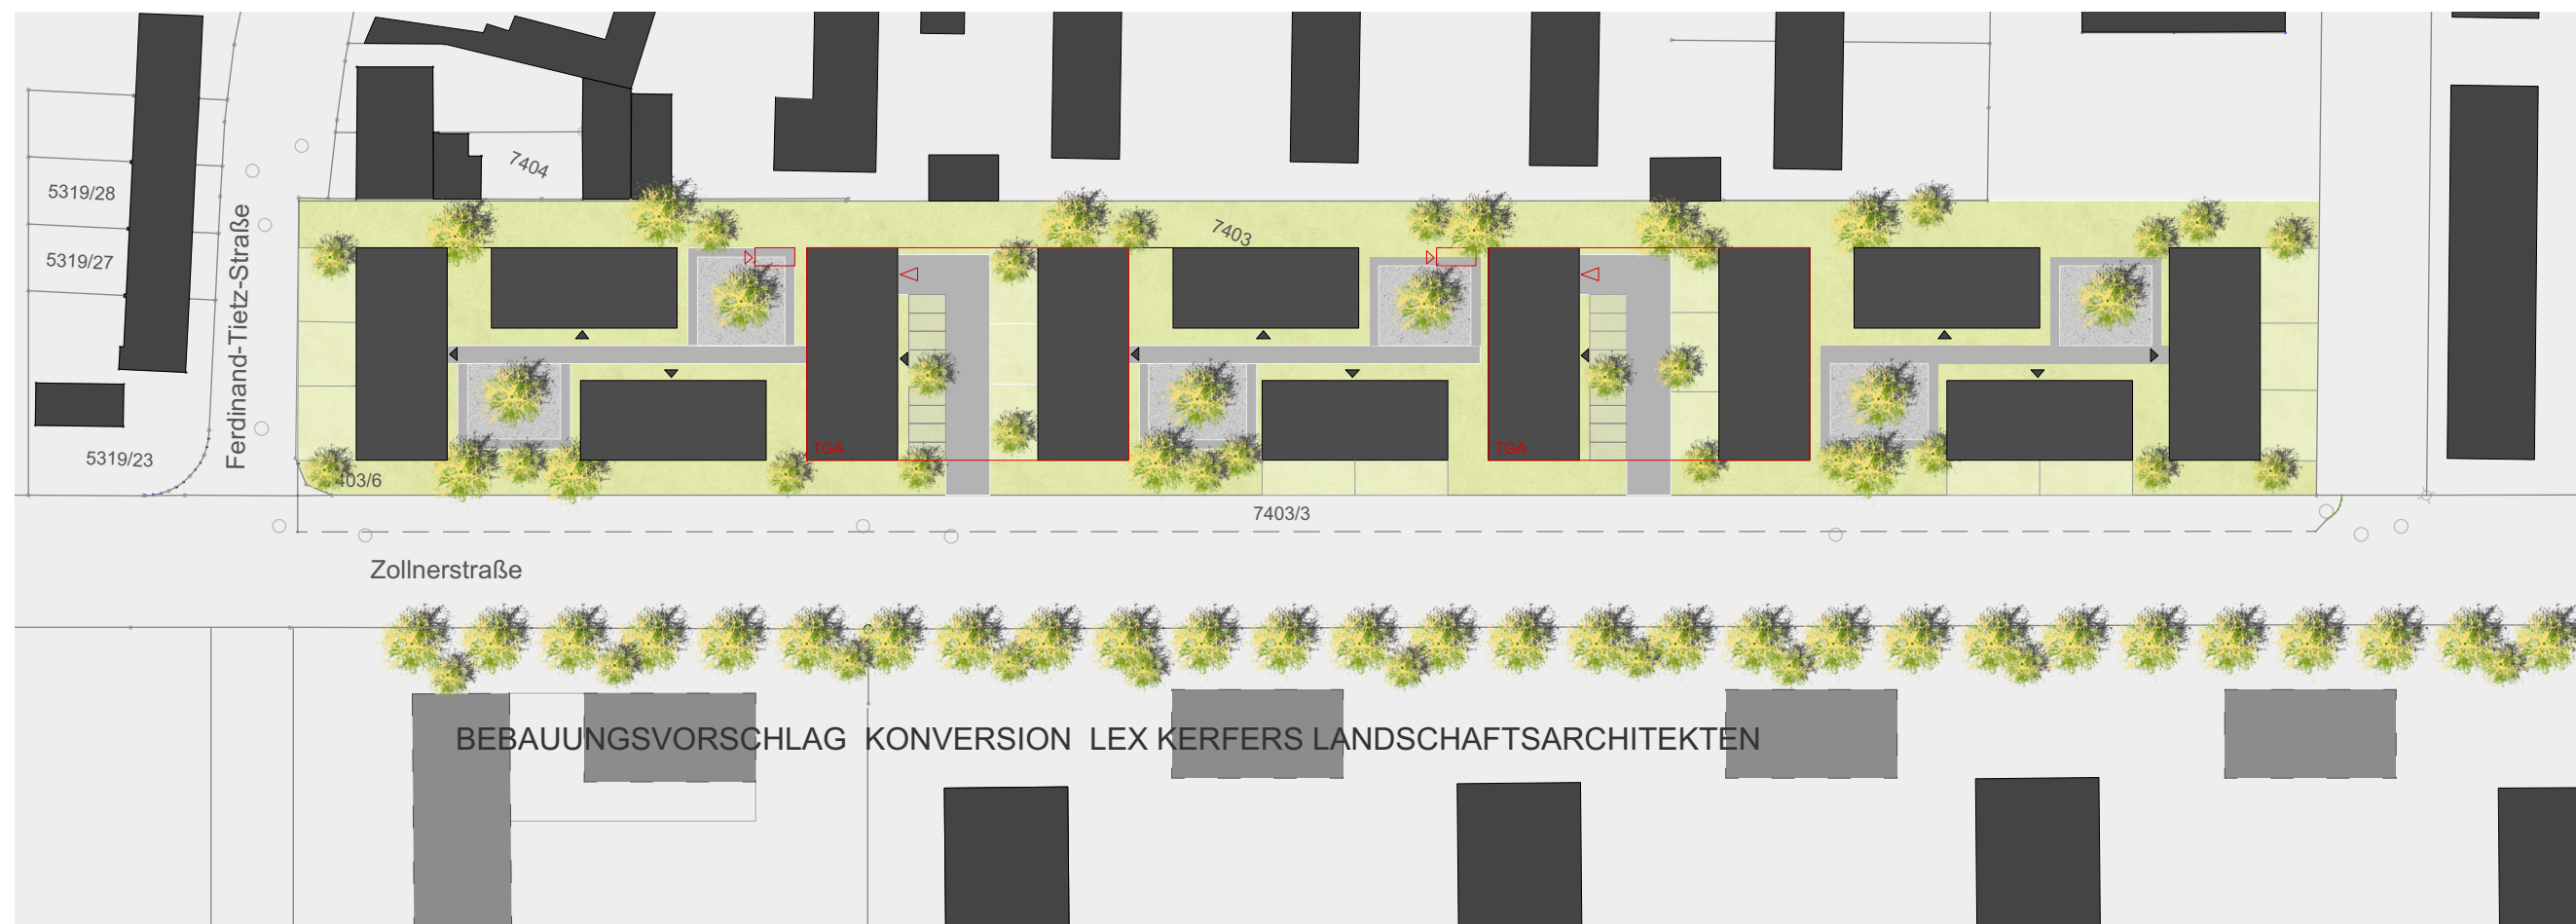 7404
5319/28
5319/27
Ferdinand-Tietz-Straße
7403
TGA
TGA
5319/23
403/6
7403/3
Zollnerstraße
BEBAUUNGSVORSCHLAG KONVERSION LEX KERFERS LANDSCHAFTSARCHITEKTEN